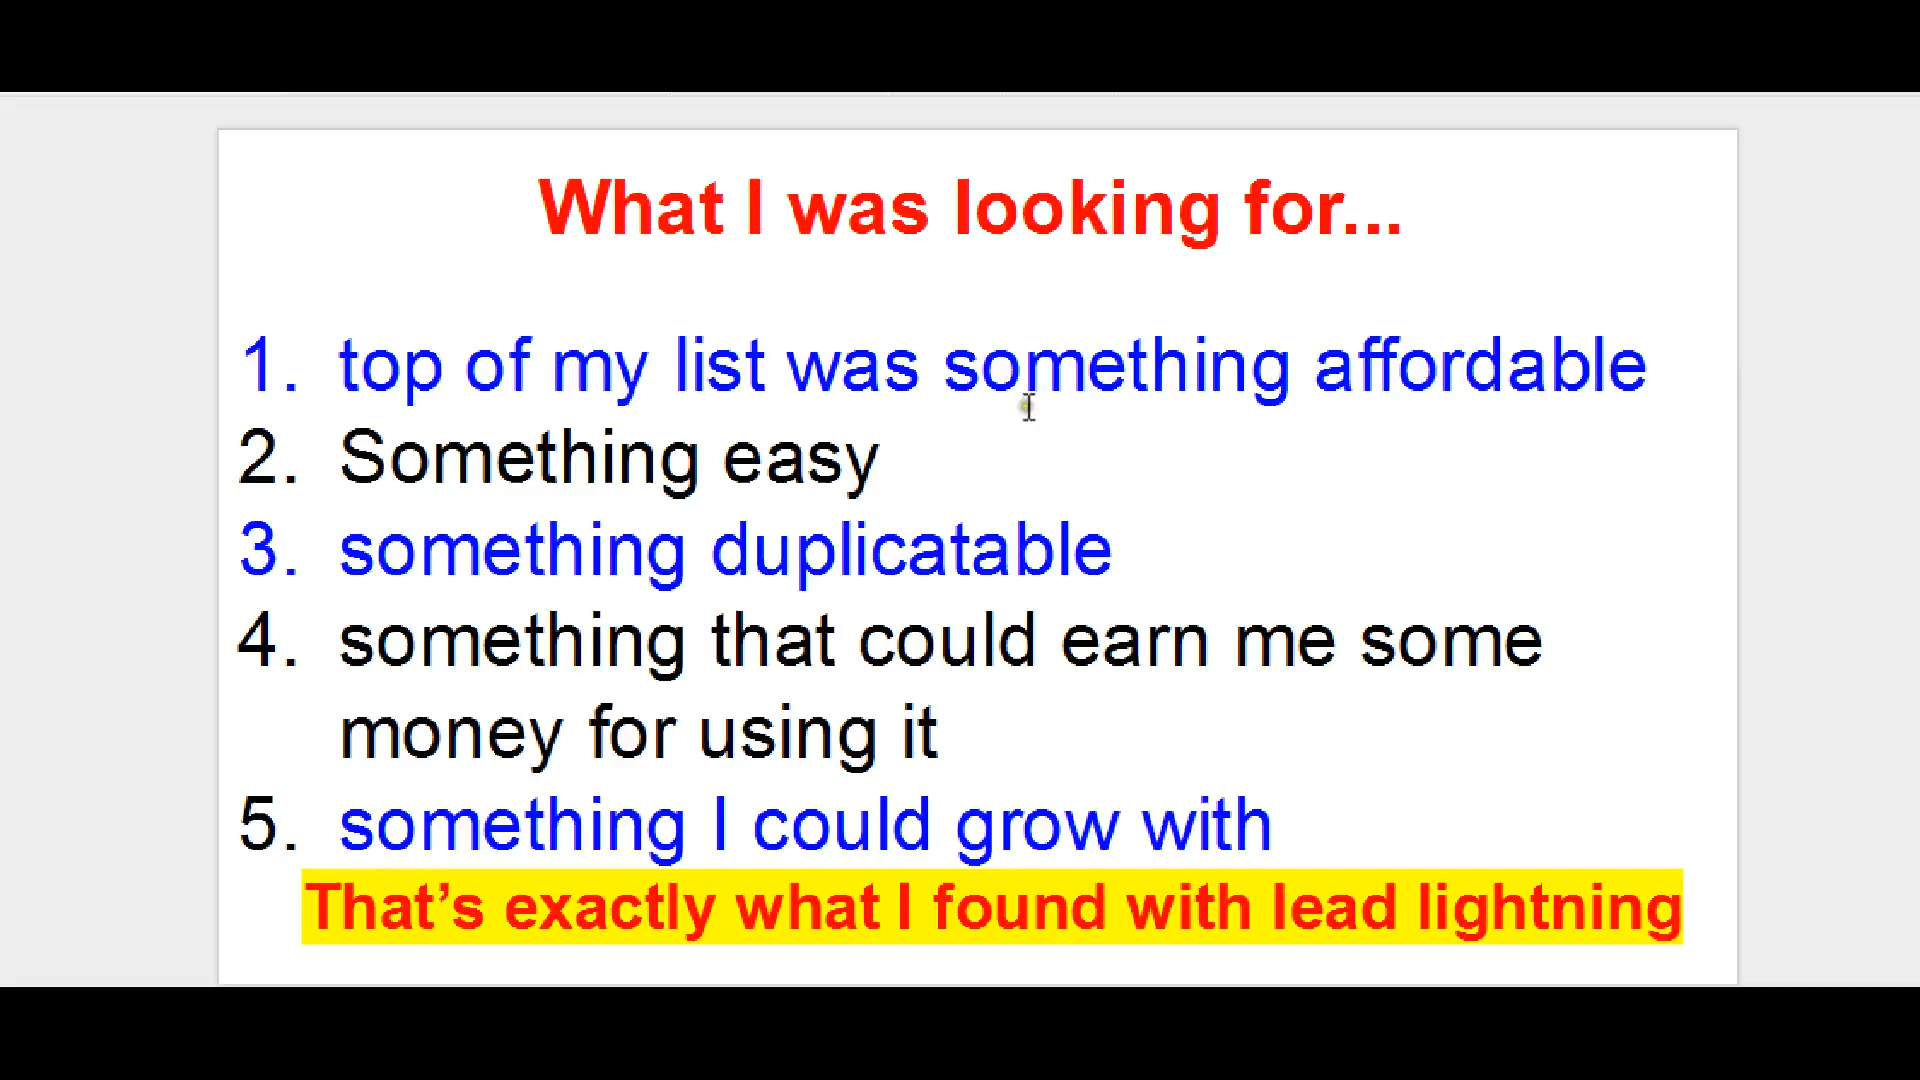 What I was looking for...
1. top of my list was something affordable
2. Something easy
3. something duplicatable
4. something that could earn me some
money for using it
5. something I could grow with
That’s exactly what I found with lead lightning